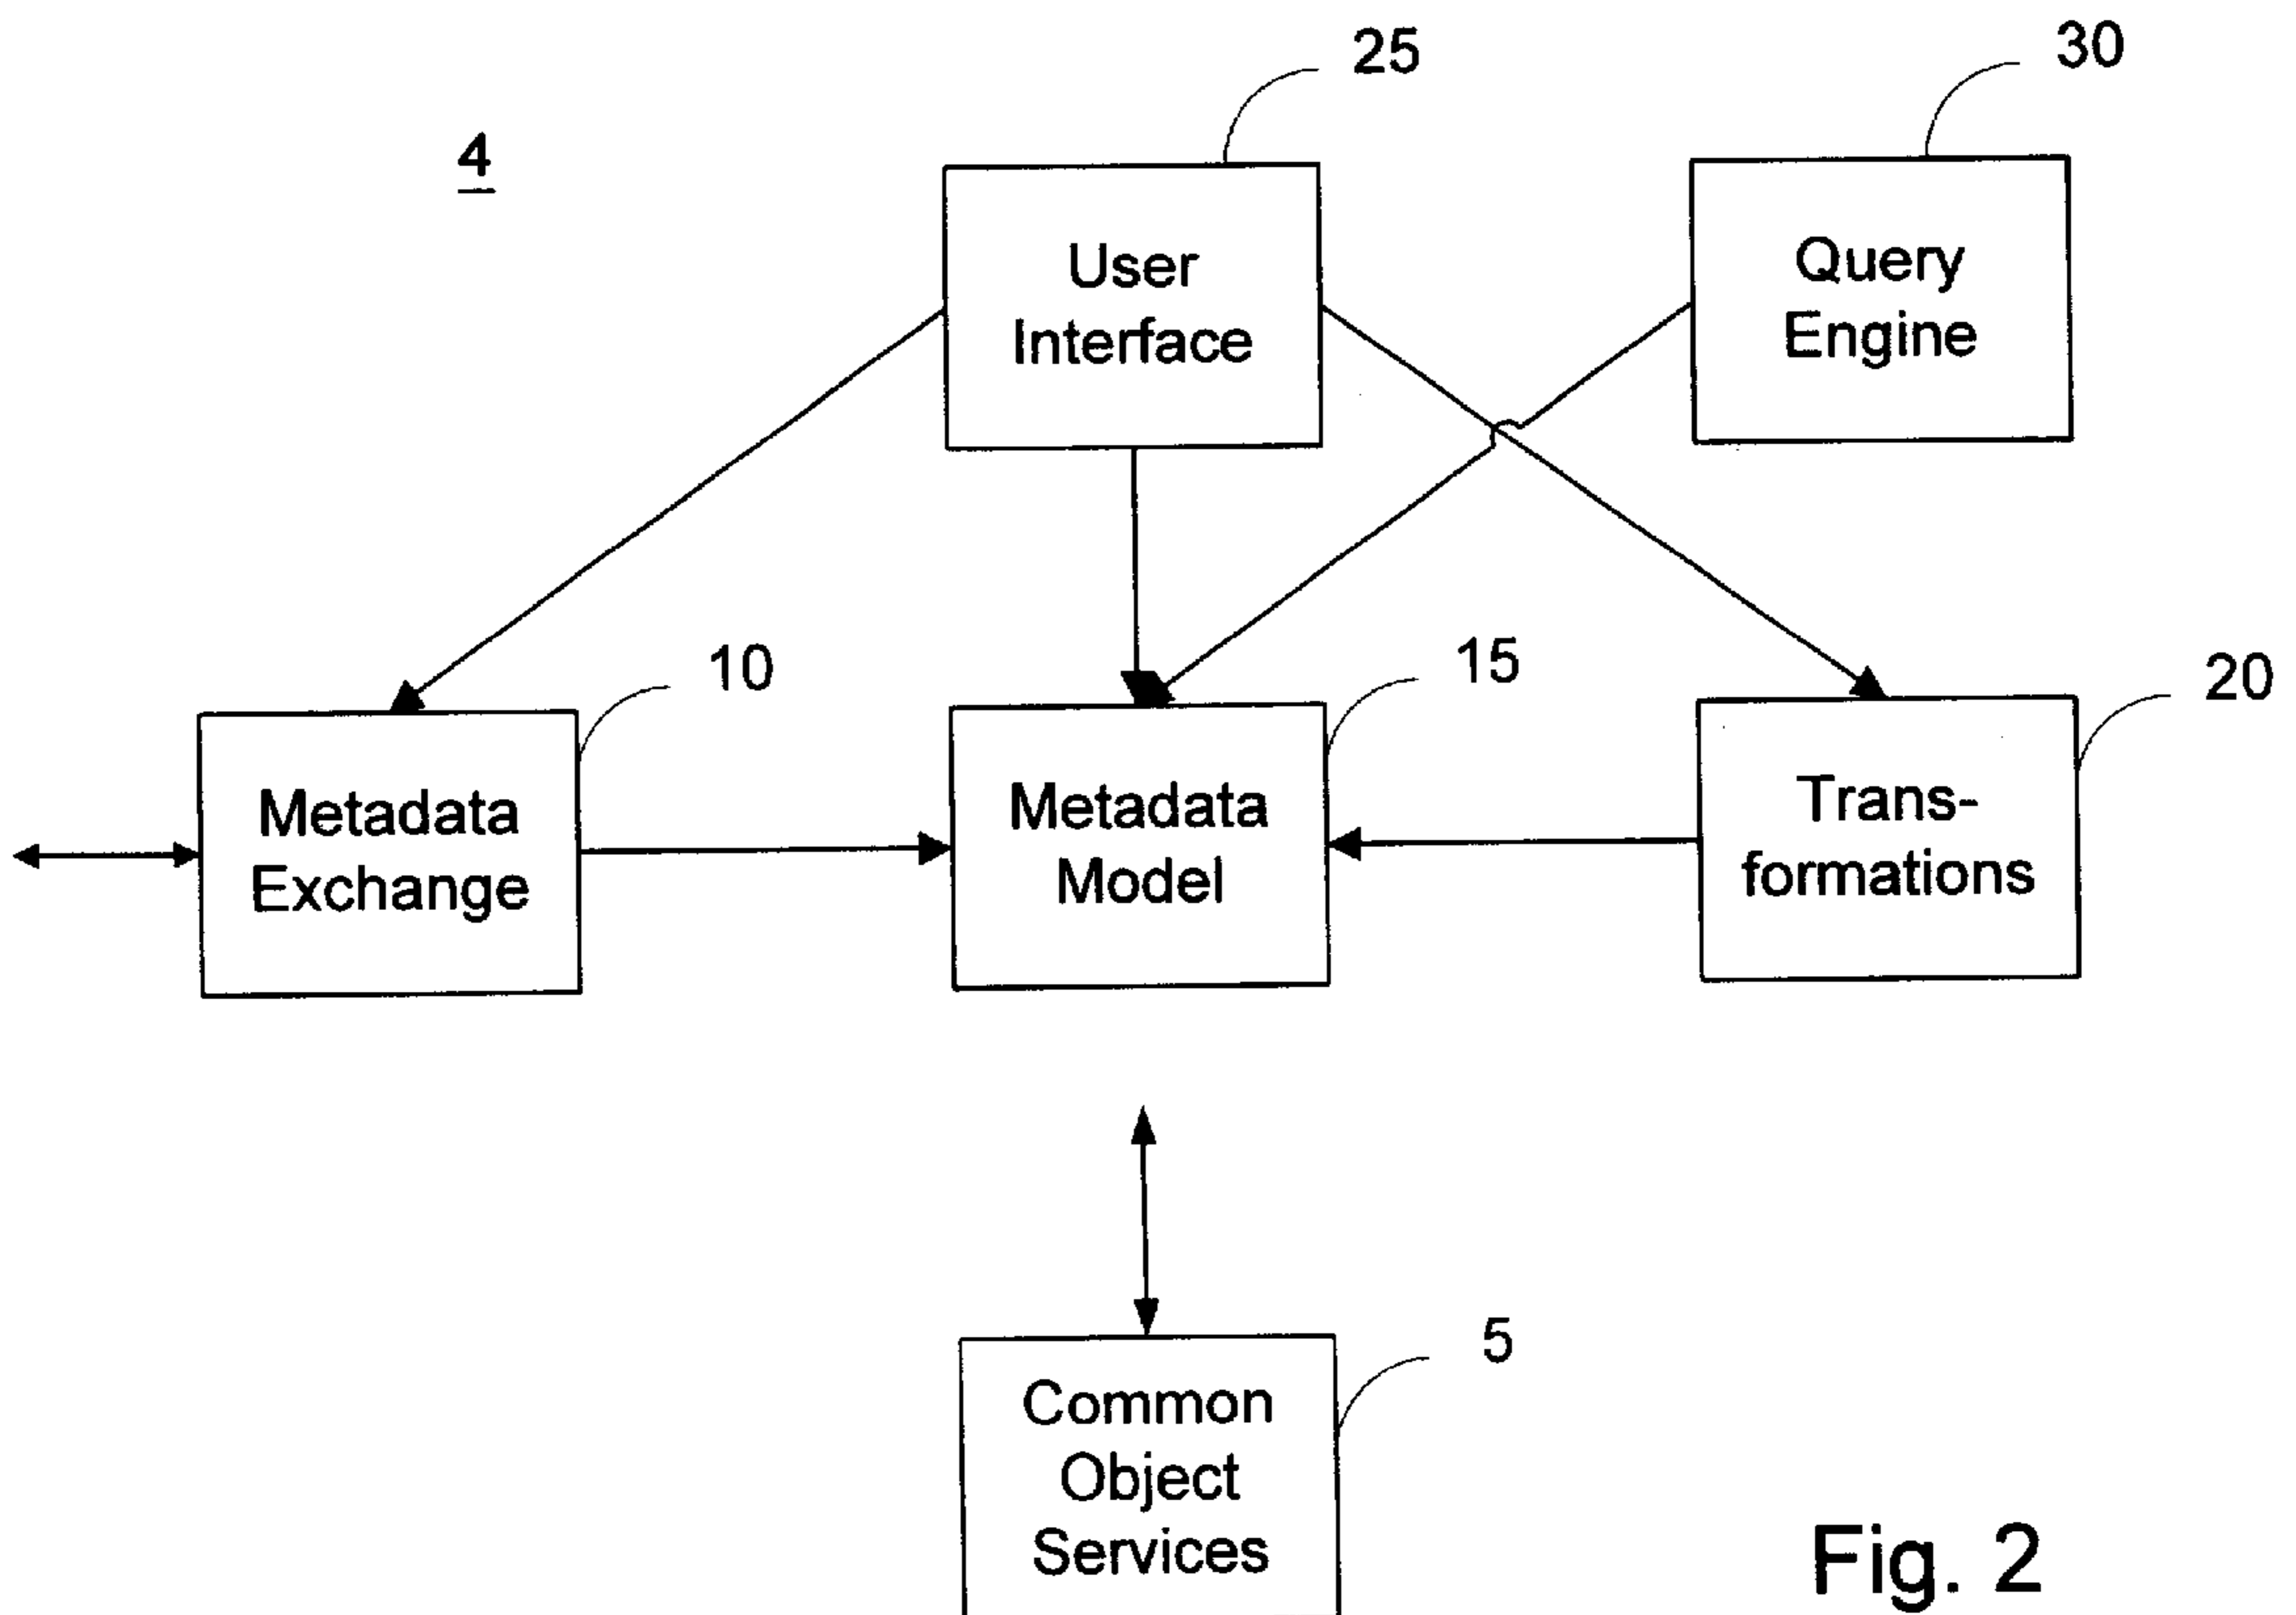 25
30
4
User
Interface
Query
Engine
10
15
20
Metadata
Exchange
Metadata
Model
Trans-
formations
5
Common
Object
Services
Fig. 2